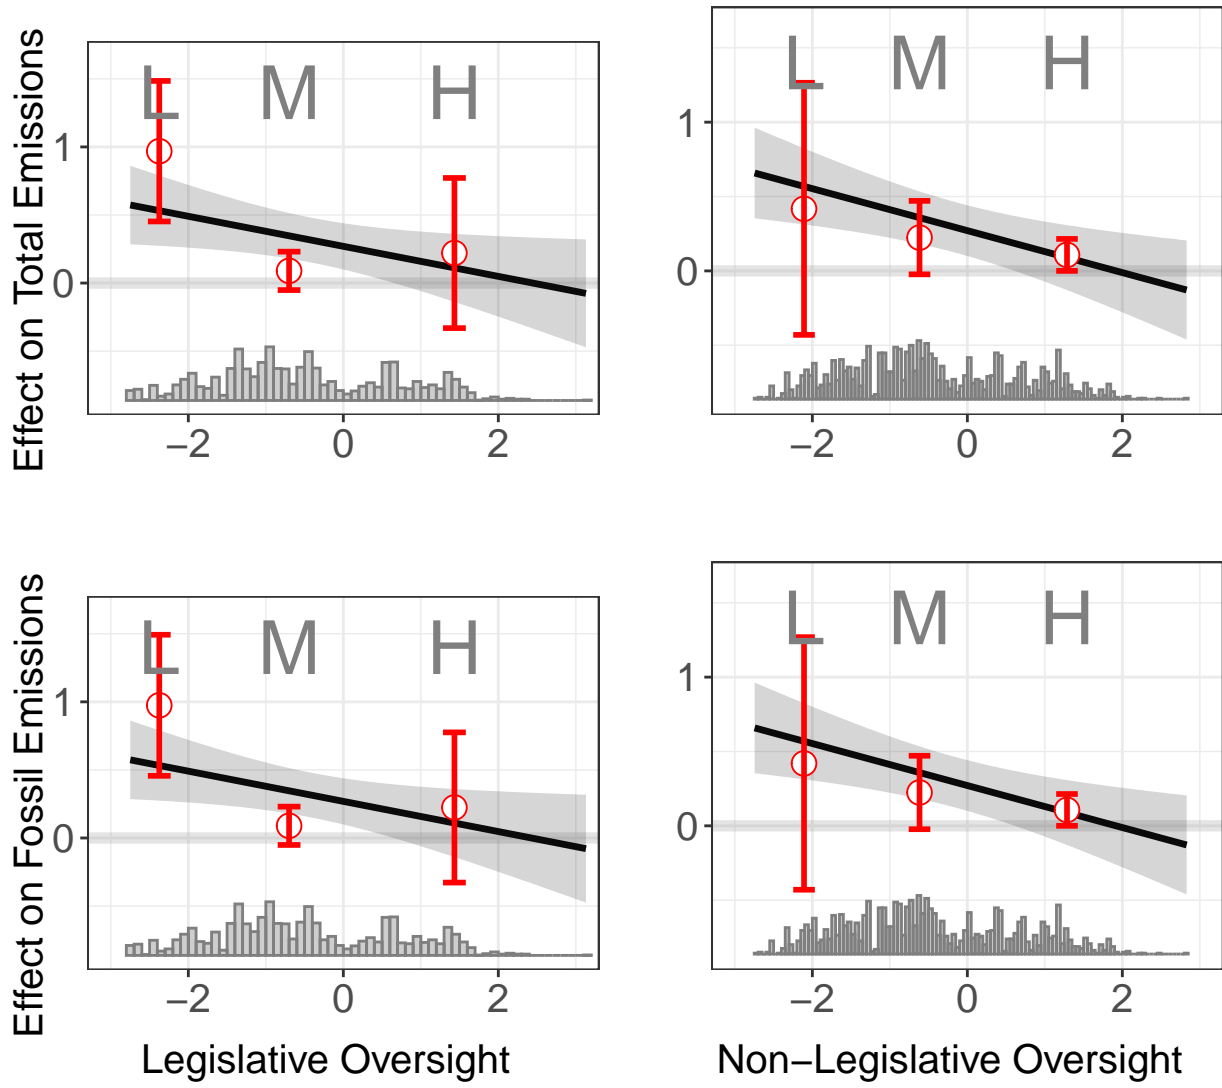 Effect on Total Emissions
L M H
1
0
−2 0 2
L M H
1
0
−2 0 2
Effect on Fossil Emissions
L M H
1
0
−2 0 2
Legislative Oversight
L M H
1
0
−2 0 2
Non−Legislative Oversight